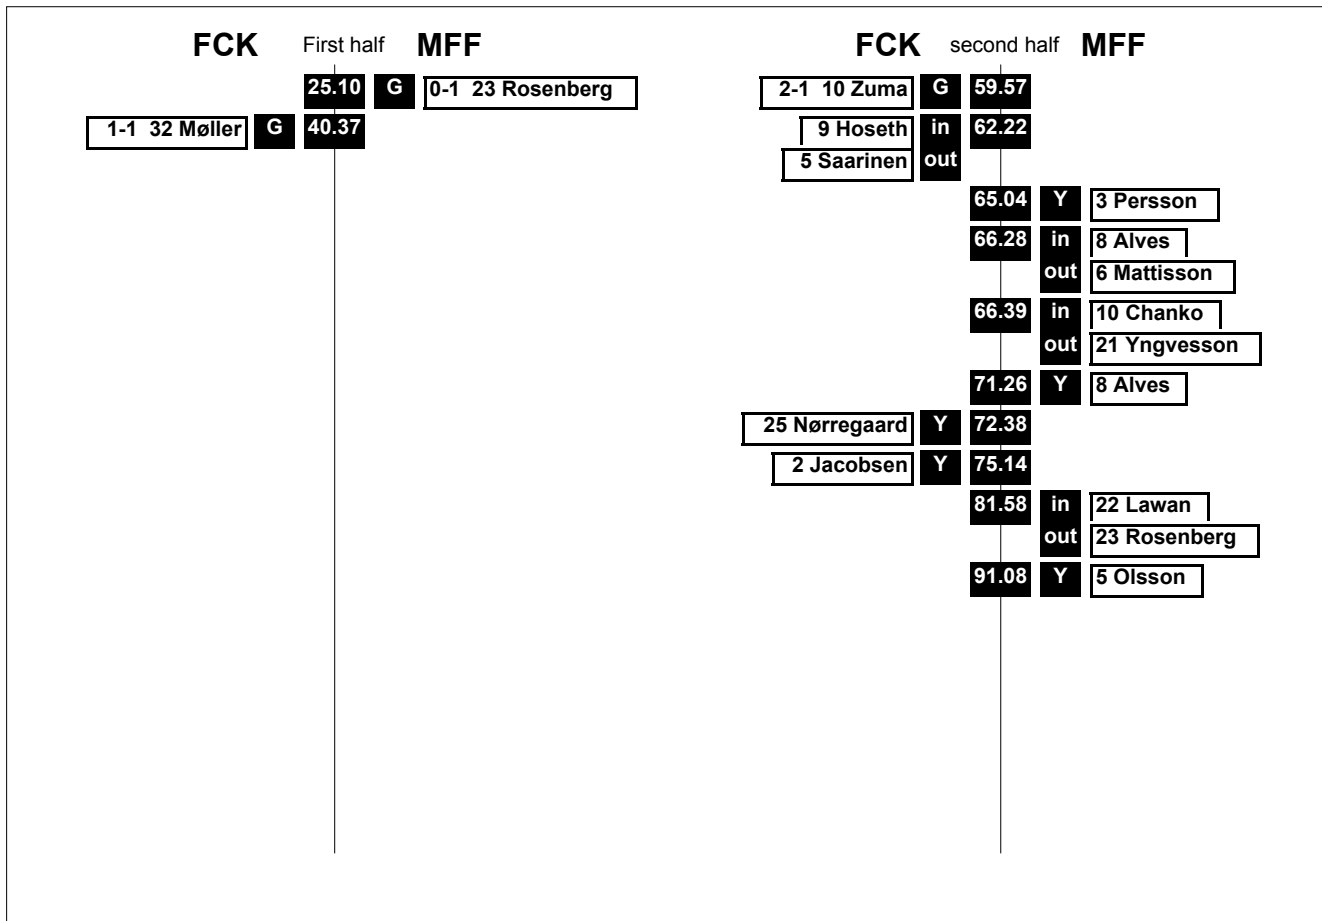 FCK First half MFF
25.10 G 0-1 23 Rosenberg
1-1 32 Møller G 40.37
FCK second half MFF
2-1 10 Zuma G 59.57
9 Hoseth in 62.22
5 Saarinen out
65.04 Y 3 Persson
66.28 in 8 Alves
out 6 Mattisson
66.39 in 10 Chanko
out 21 Yngvesson
71.26 Y 8 Alves
25 Nørregaard Y 72.38
2 Jacobsen Y 75.14
81.58 in 22 Lawan
out 23 Rosenberg
91.08 Y 5 Olsson